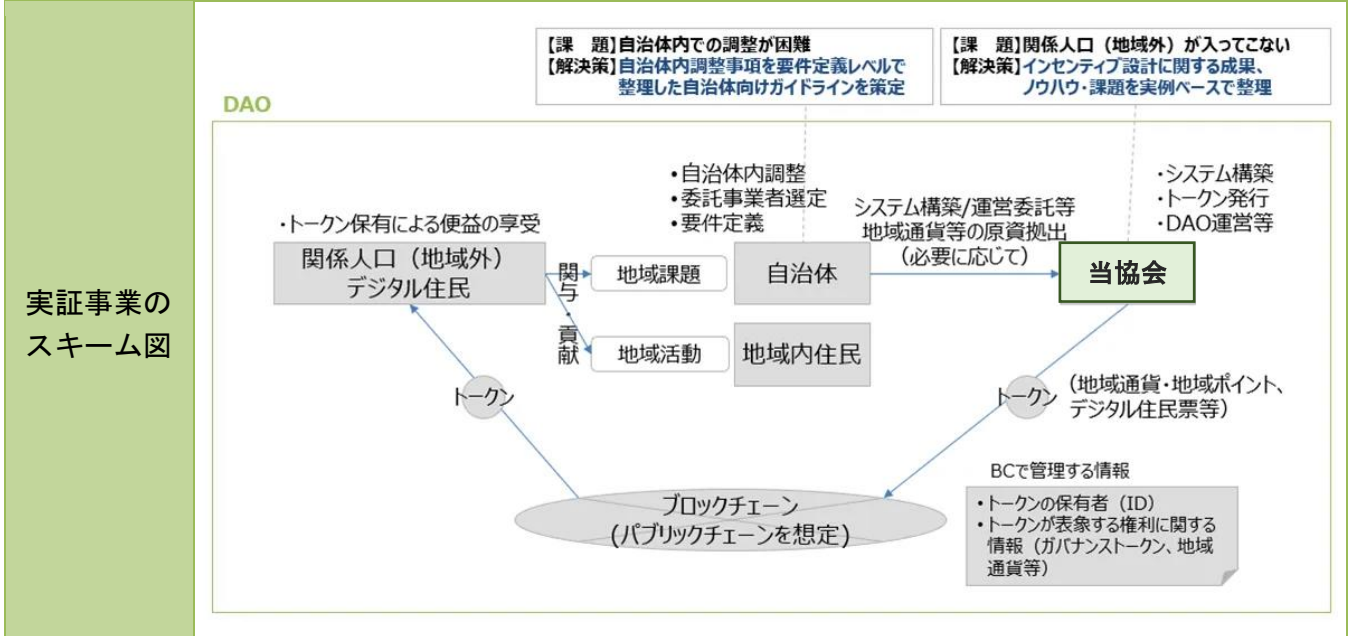 実証事業の
スキーム図
【課　題】自治体内での調整が困難
【解決策】自治体内調整事項を要件定義レベルで
整理した自治体向けガイドラインを策定
【課　題】関係人口（地域外）が入ってこない
【解決策】インセンティブ設計に関する成果、
ノウハウ・課題を実例ベースで整理
DAO
・トークン保有による便益の享受
関係人口（地域外）
デジタル住民
関与・貢献
地域課題
地域活動
•自治体内調整
•委託事業者選定
•要件定義
自治体
地域内住民
システム構築/運営委託等
地域通貨等の原資拠出
（必要に応じて）
・システム構築
・トークン発行
・DAO運営等
当協会
トークン
トークン
（地域通貨・地域ポイント、
デジタル住民票等）
ブロックチェーン
(パブリックチェーンを想定)
BCで管理する情報
•トークンの保有者（ID）
•トークンが表象する権利に関する
情報（ガバナンストークン、地域
通貨等）